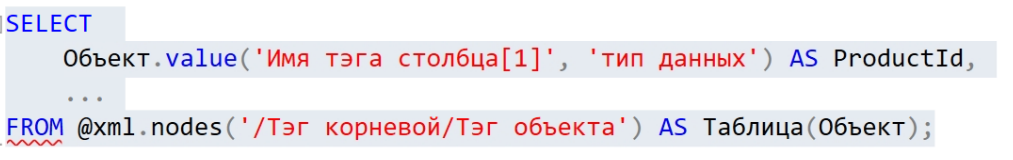 SELECT
Объект.value('Имя тэга столбца[1]', 'тип данных') AS ProductId,
...
FROM @xml.nodes('/Тэг корневой/Тэг объекта') AS Таблица(Объект);